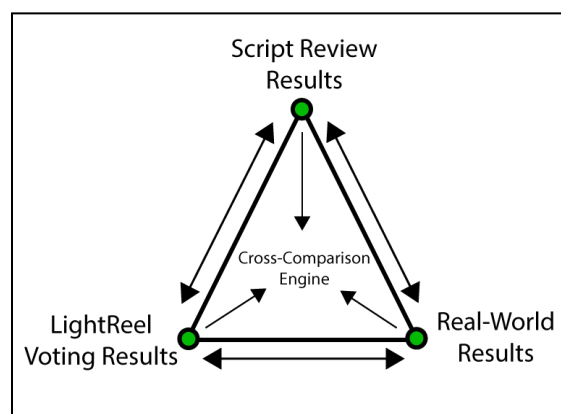 Script Review
Results
Cross-Comparison
Engine
LightReel
Voting Results
Real-World
Results